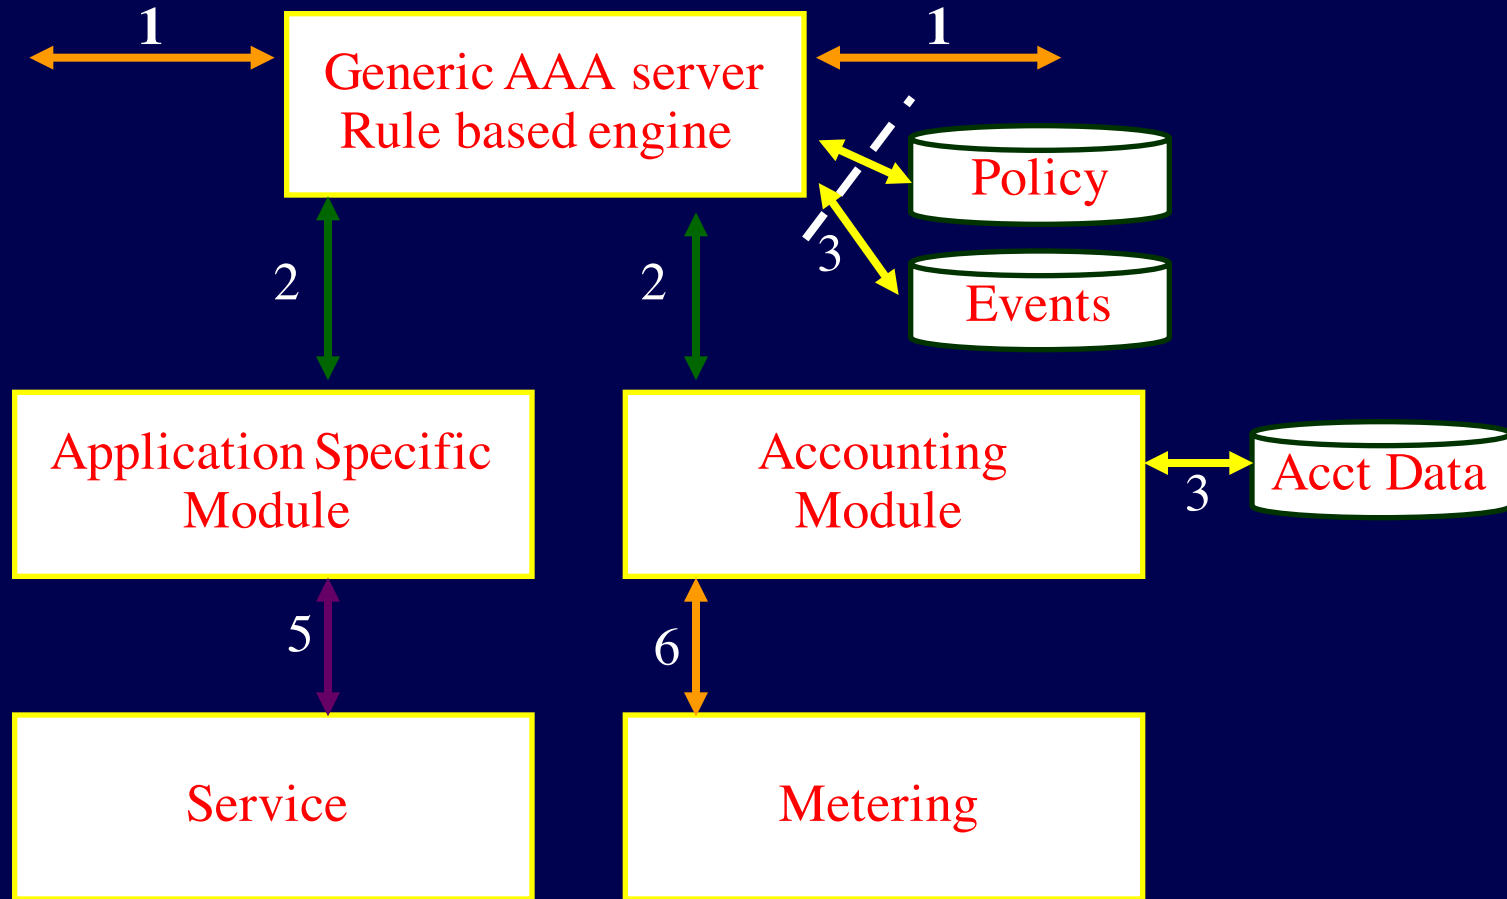 1
1
Generic AAA server
Rule based engine
Policy
3
Events
2
2
Application Specific
Module
Accounting
Module
Acct Data
3
5
6
Service
Metering